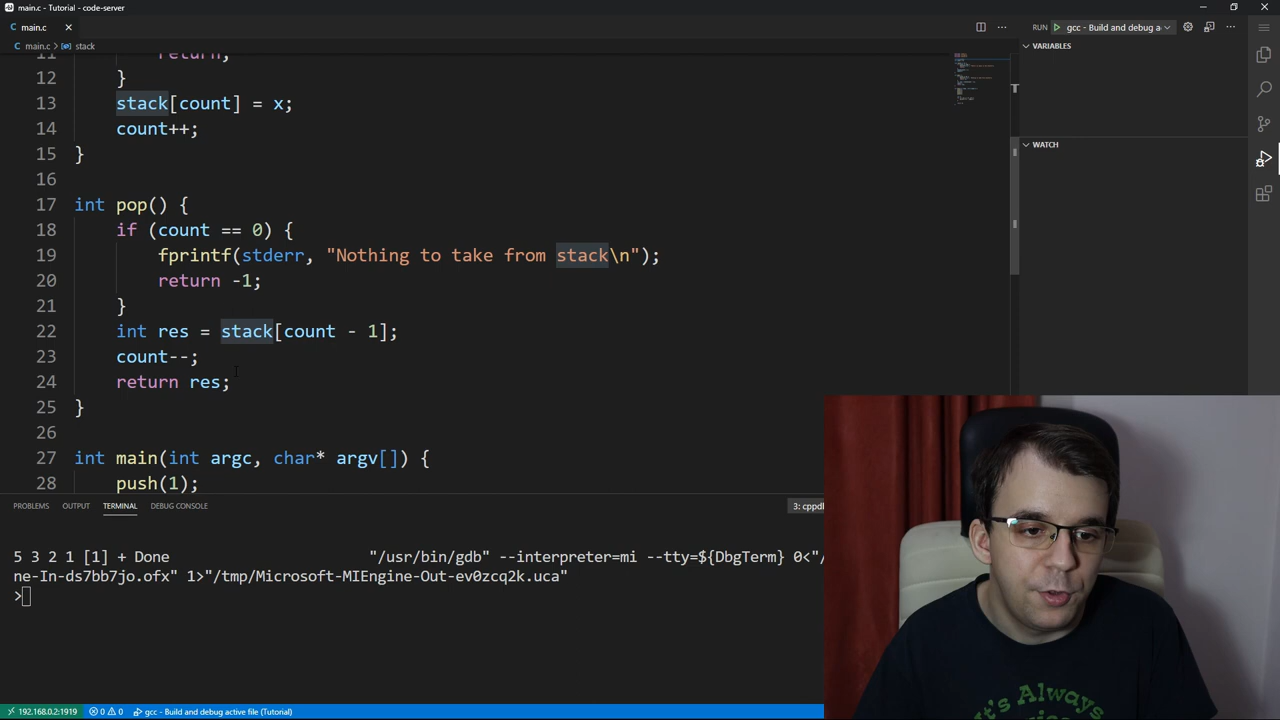 main.c - Tutorial - code-server
C main.c ×
RUN gcc - Build and debug a
C main.c > stack
VARIABLES
11 return;
12 }
13 stack[count] = x;
14 count++;
15 }
WATCH
16
17 int pop() {
18 if (count == 0) {
19 fprintf(stderr, "Nothing to take from stack\n");
20 return -1;
21 }
22 int res = stack[count - 1];
23 count--;
24 return res;
25 }
26
27 int main(int argc, char* argv[]) {
28 push(1);
PROBLEMS OUTPUT TERMINAL DEBUG CONSOLE 3: cppd
5 3 2 1 [1] + Done "/usr/bin/gdb" --interpreter=mi --tty=${DbgTerm} 0<"/
ne-In-ds7bb7jo.ofx" 1>"/tmp/Microsoft-MIEngine-Out-ev0zcq2k.uca"
>
It's Always
192.168.0.2:1919 0 0 gcc - Build and debug active file (Tutorial)